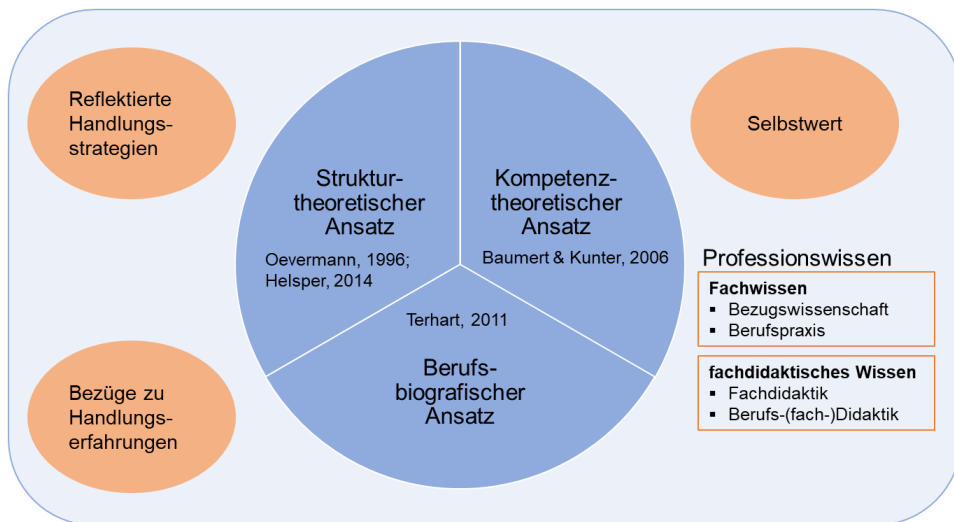 Reflektierte
Handlungs-
strategien
Struktur-
theoretischer
Ansatz
Oevermann, 1996;
Helsper, 2014
Kompetenz-
theoretischer
Ansatz
Baumert & Kunter, 2006
Selbstwert
Terhart, 2011
Berufs-
biografischer
Ansatz
Bezüge zu
Handlungs-
erfahrungen
Professionswissen
Fachwissen
▪ Bezugswissenschaft
▪ Berufspraxis
fachdidaktisches Wissen
▪ Fachdidaktik
▪ Berufs-(fach-)Didaktik